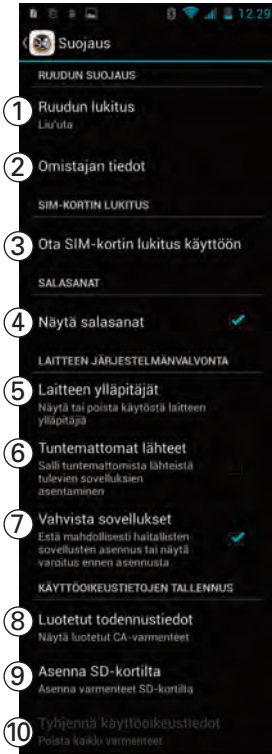 12.29
Suojaus
RUUDUN SUOJAUS
1 Ruudun lukitus
Liu'uta
2 Omistajan tiedot
SIM-KORTIN LUKITUS
3 Ota SIM-kortin lukitus käyttöön
SALASANAT
4 Näytä salasanat
LAITTEEN JÄRJESTELMÄNVALVONTA
5 Laitteen ylläpitäjät
Näytä tai poista käytöstä laitteen
ylläpitäjiä
6 Tuntemattomat lähteet
Salli tuntemattomista lähteistä
tulevien sovelluksien
asentaminen
7 Vahvista sovellukset
Estä mahdollisesti haitallisten
sovellusten asennus tai näytä
varoitus ennen asennusta
KÄYTTÖOIKEUSTIETOJEN TALLENNUS
8 Luotetut todennustiedot
Näytä luotetut CA-varmenteet
9 Asenna SD-kortilta
Asenna varmenteet SD-kortilta
10 Tyhjennä käyttöoikeustiedot
Poista kaikki varmenteet